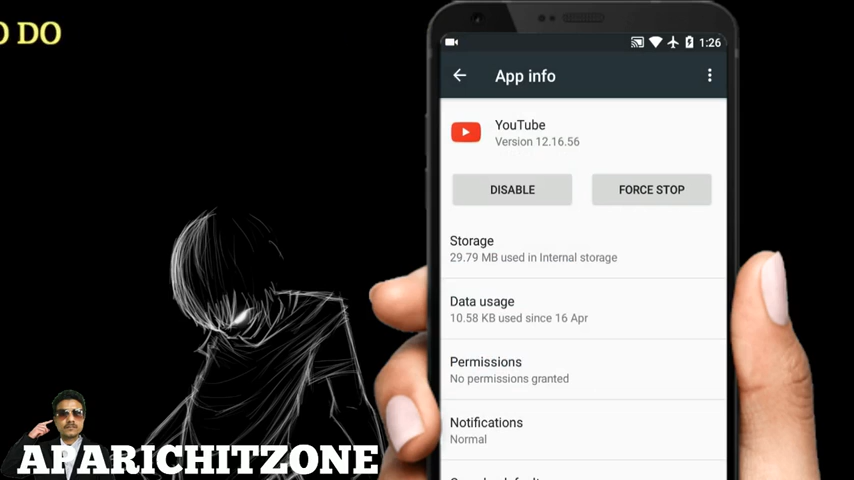 O DO
1:26
App info
YouTube
Version 12.16.56
DISABLE
FORCE STOP
Storage
29.79 MB used in Internal storage
Data usage
10.58 KB used since 16 Apr
Permissions
No permissions granted
Notifications
Normal
APARICHITZONE